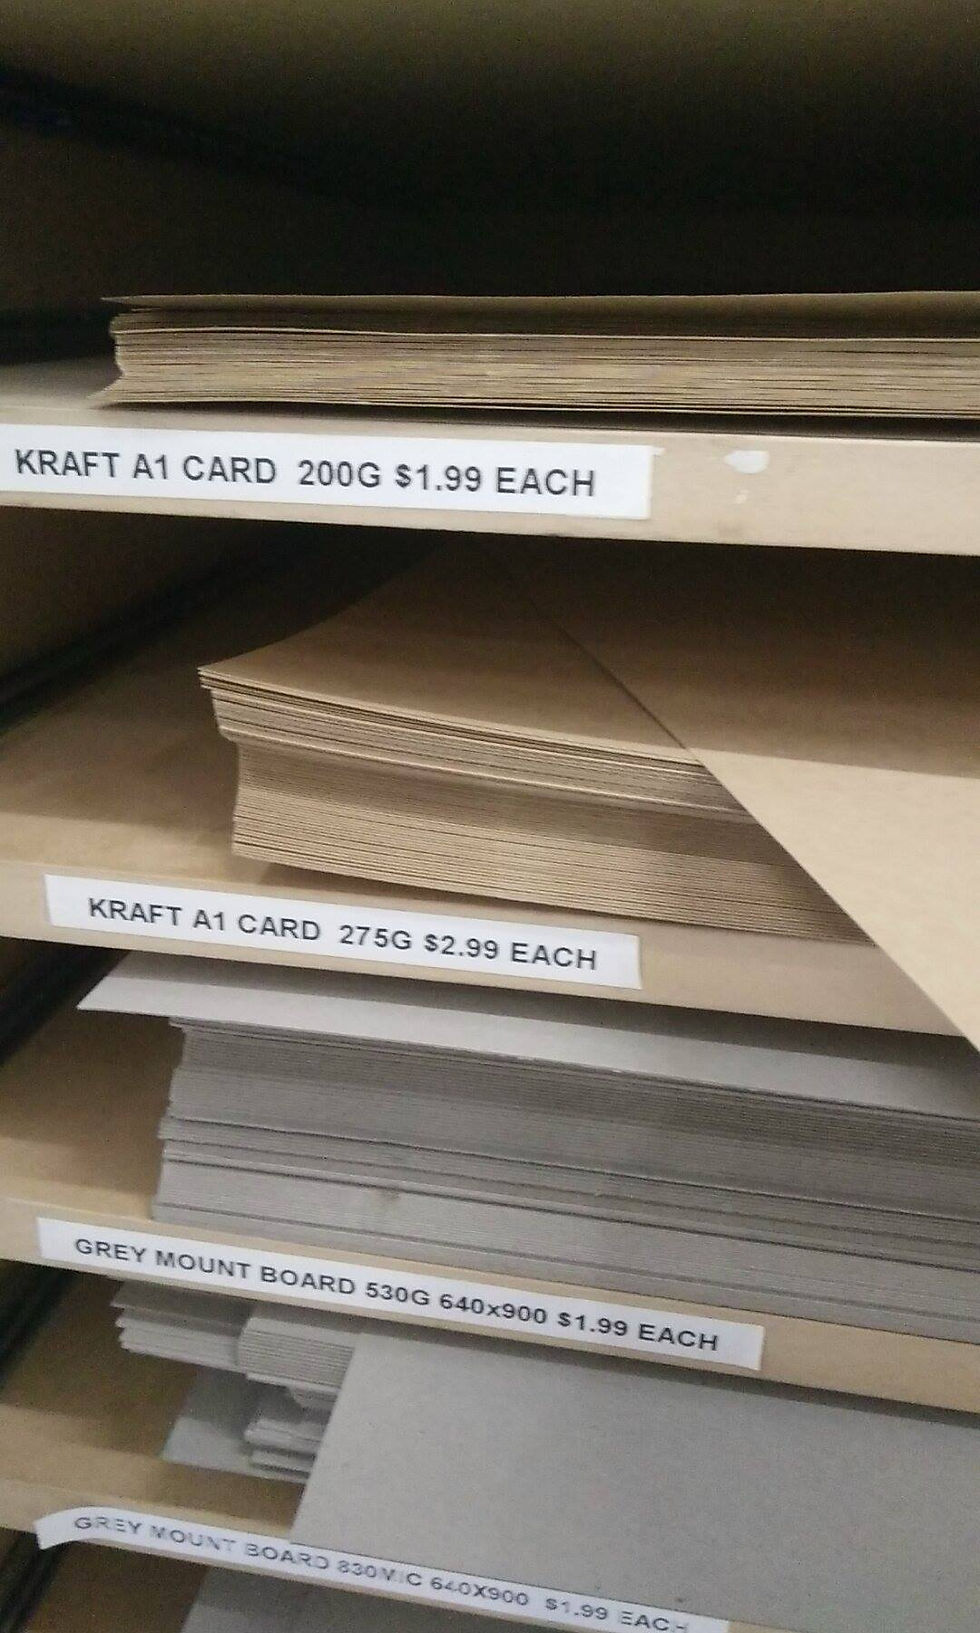 KRAFT A1 CARD 200G $1.99 EACH
KRAFT A1 CARD 275G $2.99 EACH
GREY MOUNT BOARD 530G 640x900 $1.99 EACH
GREY MOUNT BOARD 830MIC 640X900 $1.99 EACH